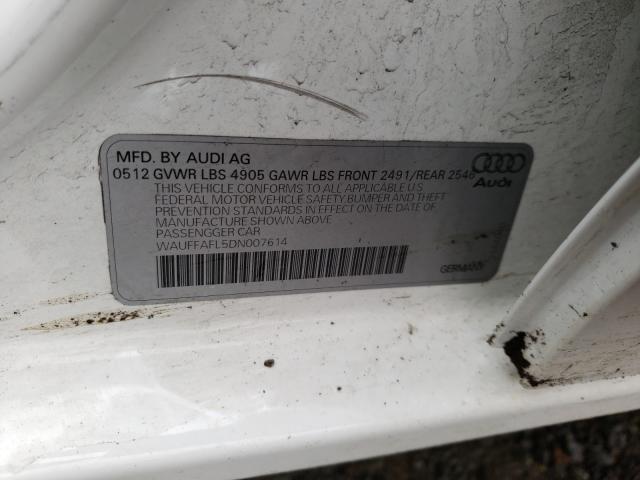 MFD. BY AUDI AG
0512 GVWR LBS 4905 GAWR LBS FRONT 2491/REAR 2546
THIS VEHICLE CONFORMS TO ALL APPLICABLE U.S
FEDERAL MOTOR VEHICLE SAFETY, BUMPER AND THEFT
PREVENTION STANDARDS IN EFFECT ON THE DATE OF
MANUFACTURE SHOWN ABOVE
PASSENGGER CAR
WAUFFAFL5DN007614
Audi
GERMANY